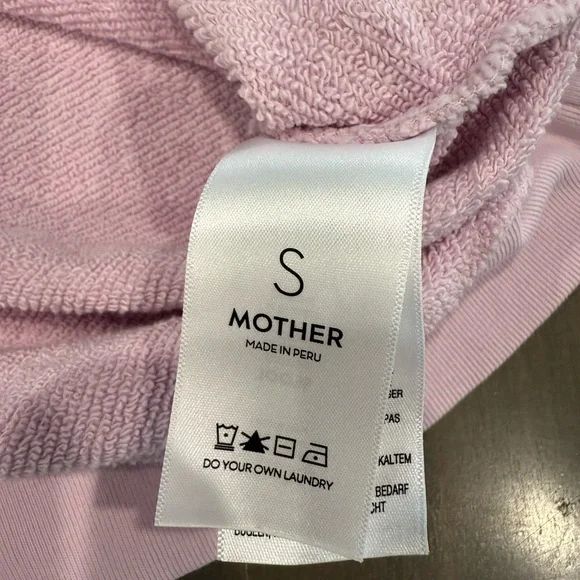 S
MOTHER
MADE IN PERU
DO YOUR OWN LAUNDRY
GER
PAS
KALTEM
BEDARF
CHT